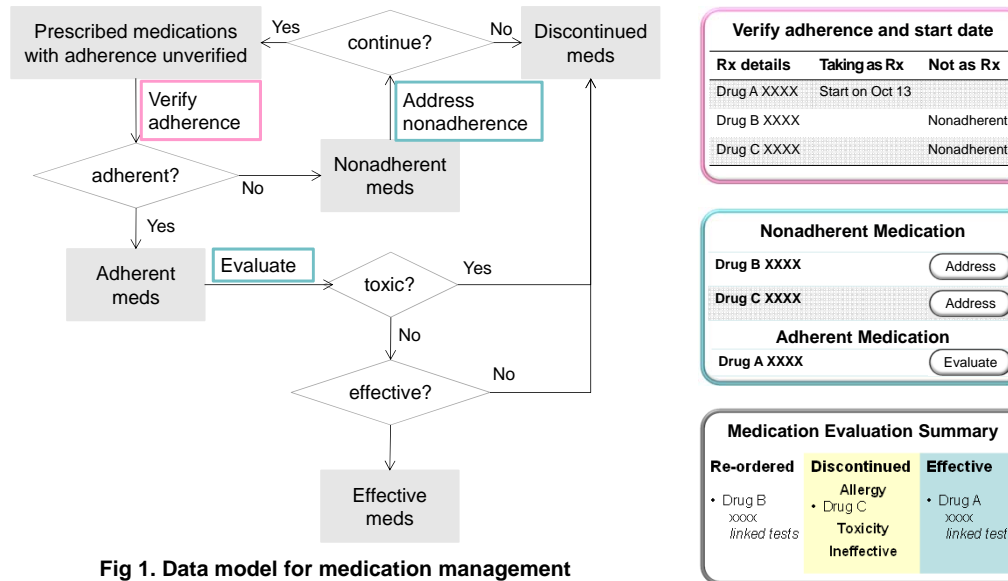 Prescribed medications
with adherence unverified
Yes
continue?
No
Discontinued
meds
Verify
adherence
Address
nonadherence
adherent?
No
Nonadherent
meds
Yes
Adherent
meds
Evaluate
toxic?
Yes
No
effective?
No
Effective
meds
Fig 1. Data model for medication management
Verify adherence and start date
Rx details Taking as Rx Not as Rx
Drug A XXXX Start on Oct 13
Drug B XXXX Nonadherent
Drug C XXXX Nonadherent
Nonadherent Medication
Drug B XXXX Address
Drug C XXXX Address
Adherent Medication
Drug A XXXX Evaluate
Medication Evaluation Summary
Re-ordered Discontinued Effective
Allergy
• Drug B • Drug C • Drug A
xxxx xxxx
linked tests Toxicity linked test
Ineffective